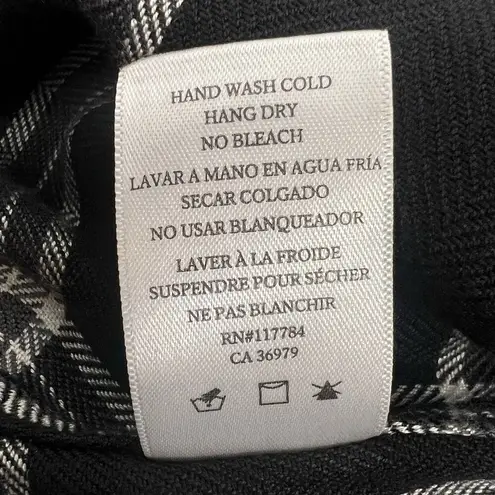 HAND WASH COLD
HANG DRY
NO BLEACH
LAVAR A MANO EN AGUA FRÍA
SECAR COLGADO
NO USAR BLANQUEADOR
LAVER À LA FROIDE
SUSPENDRE POUR SÉCHER
NE PAS BLANCHIR
RN#117784
CA 36979